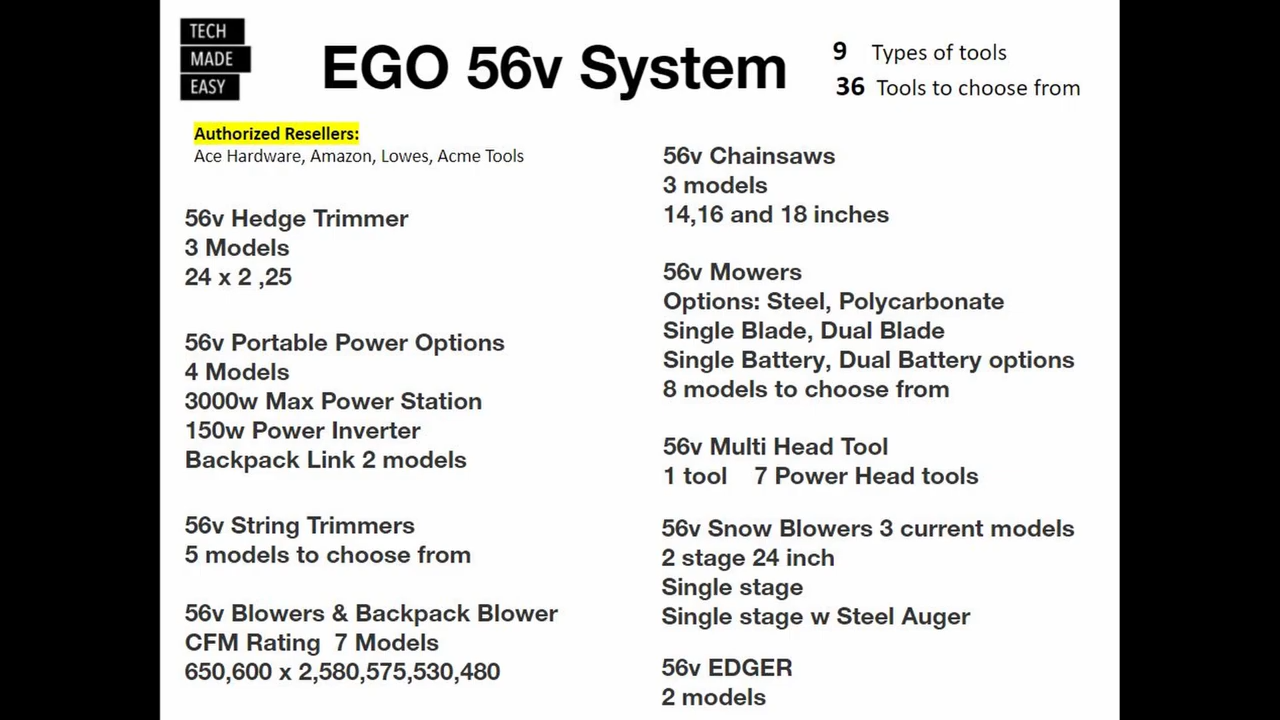 TECH
MADE
EASY
EGO 56v System
9 Types of tools
36 Tools to choose from
Authorized Resellers:
Ace Hardware, Amazon, Lowes, Acme Tools
56v Hedge Trimmer
3 Models
24 x 2 ,25
56v Portable Power Options
4 Models
3000w Max Power Station
150w Power Inverter
Backpack Link 2 models
56v String Trimmers
5 models to choose from
56v Blowers & Backpack Blower
CFM Rating 7 Models
650,600 x 2,580,575,530,480
56v Chainsaws
3 models
14,16 and 18 inches
56v Mowers
Options: Steel, Polycarbonate
Single Blade, Dual Blade
Single Battery, Dual Battery options
8 models to choose from
56v Multi Head Tool
1 tool 7 Power Head tools
56v Snow Blowers 3 current models
2 stage 24 inch
Single stage
Single stage w Steel Auger
56v EDGER
2 models